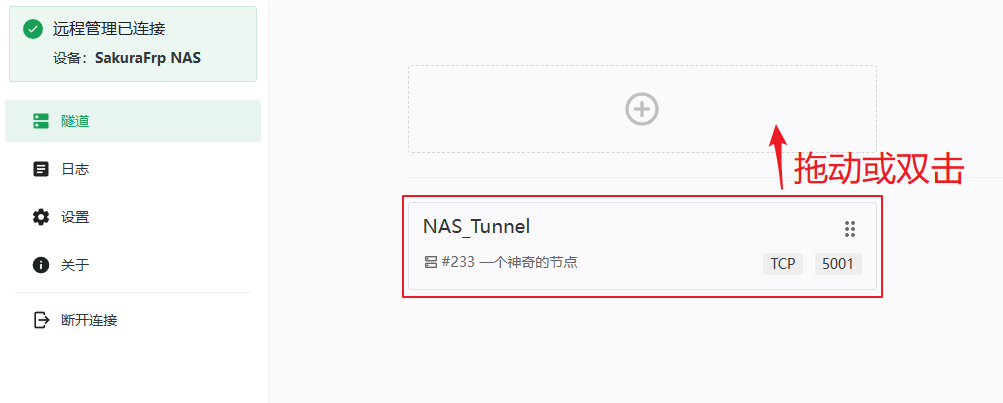 远程管理已连接
设备：SakuraFrp NAS
隧道
日志
设置
关于
断开连接
拖动或双击
NAS_Tunnel
#233 一个神奇的节点
TCP
5001